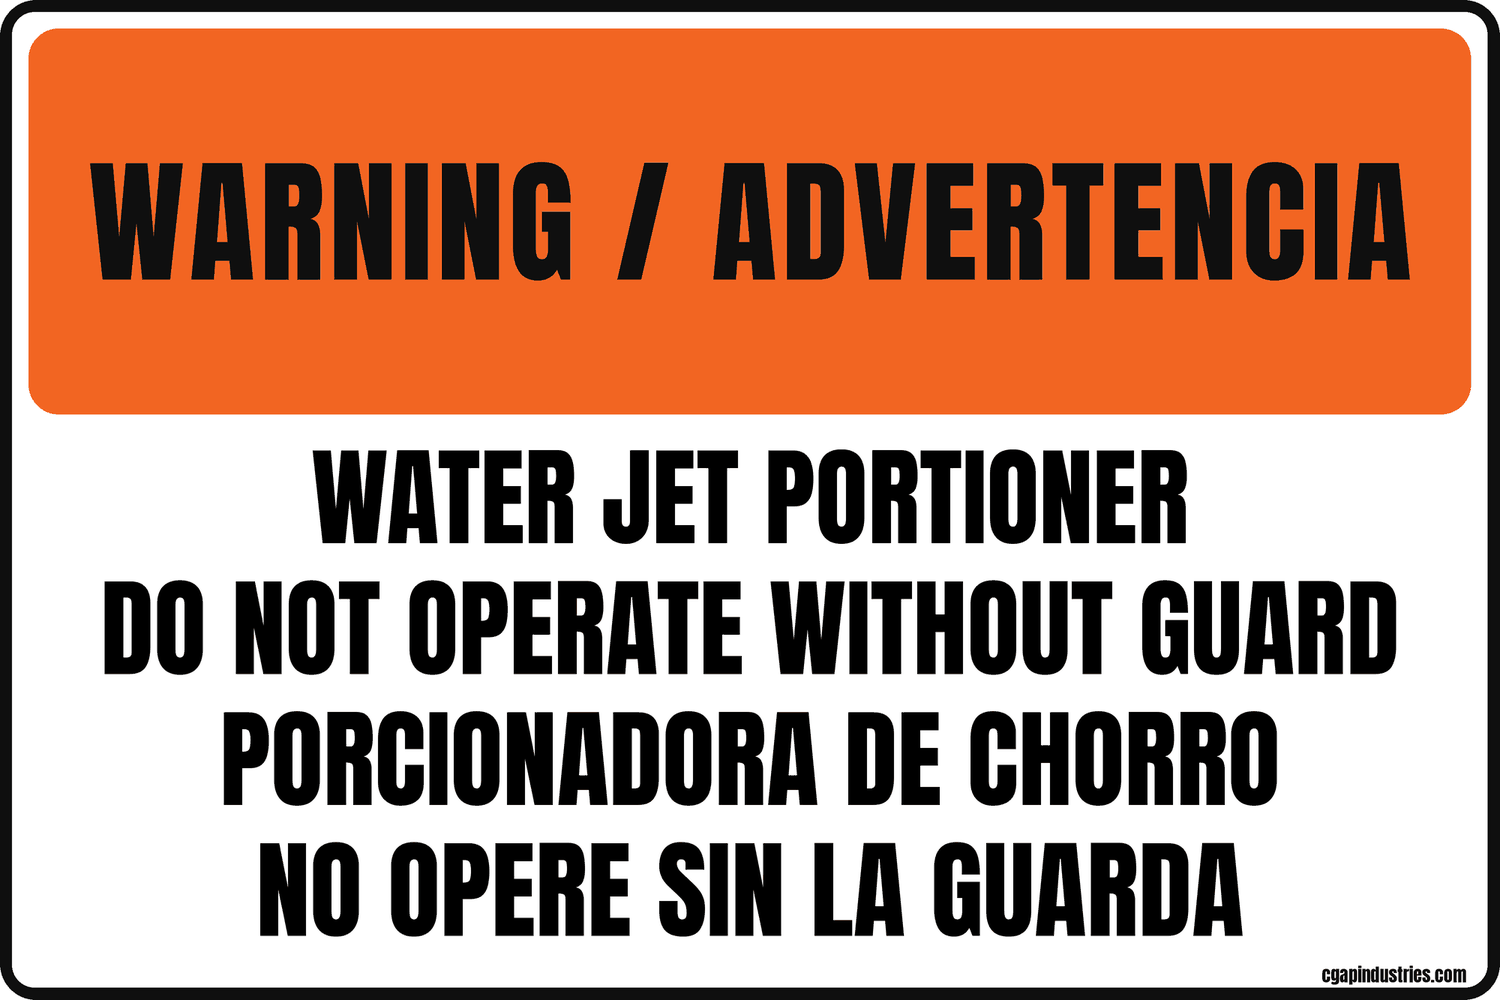 WARNING / ADVERTENCIA
WATER JET PORTIONER
DO NOT OPERATE WITHOUT GUARD
PORCIONADORA DE CHORRO
NO OPERE SIN LA GUARDA
cgapindustries.com